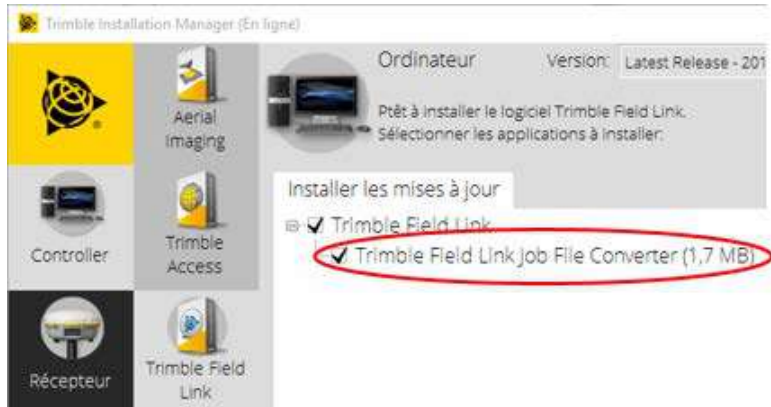 Trimble Installation Manager (En ligne)
Ordinateur
Version:
Latest Release - 201
Ptêt à installer le logiciel Trimble Field Link.
Sélectionner les applications à installer:
Aerial
Imaging
Installer les mises à jour
Trimble Field Link
Trimble Field Link Job File Converter (1,7 MB)
Controller
Trimble
Access
Récepteur
Trimble Field
Link